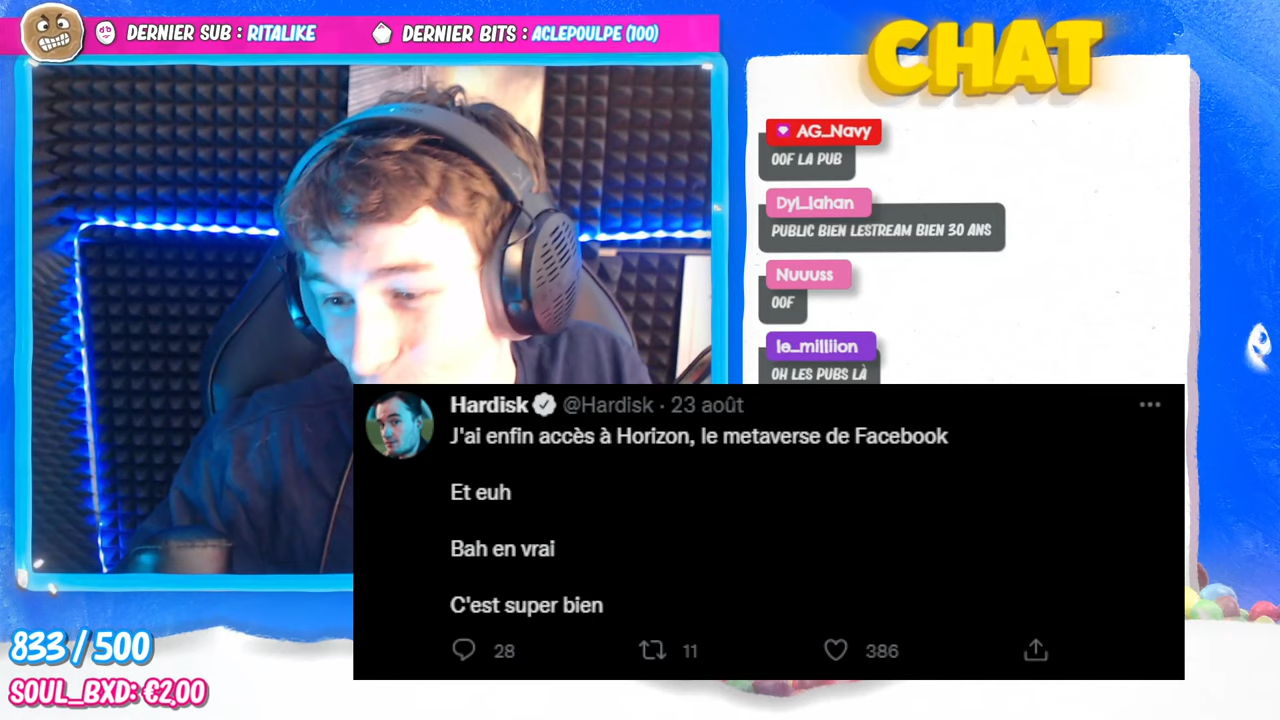 DERNIER SUB : RITALIKE
DERNIER BITS : ACLEPOULPE (100)
CHAT
AG_Navy
OOF LA PUB
Dyl_lahan
PUBLIC BIEN LESTREAM BIEN 30 ANS
Nuuuss
OOF
le_milliion
OH LES PUBS LÀ
Hardisk @Hardisk · 23 août
J'ai enfin accès à Horizon, le metaverse de Facebook
Et euh
Bah en vrai
C'est super bien
28 11 386
833 / 500
SOUL_BXD: €2,00